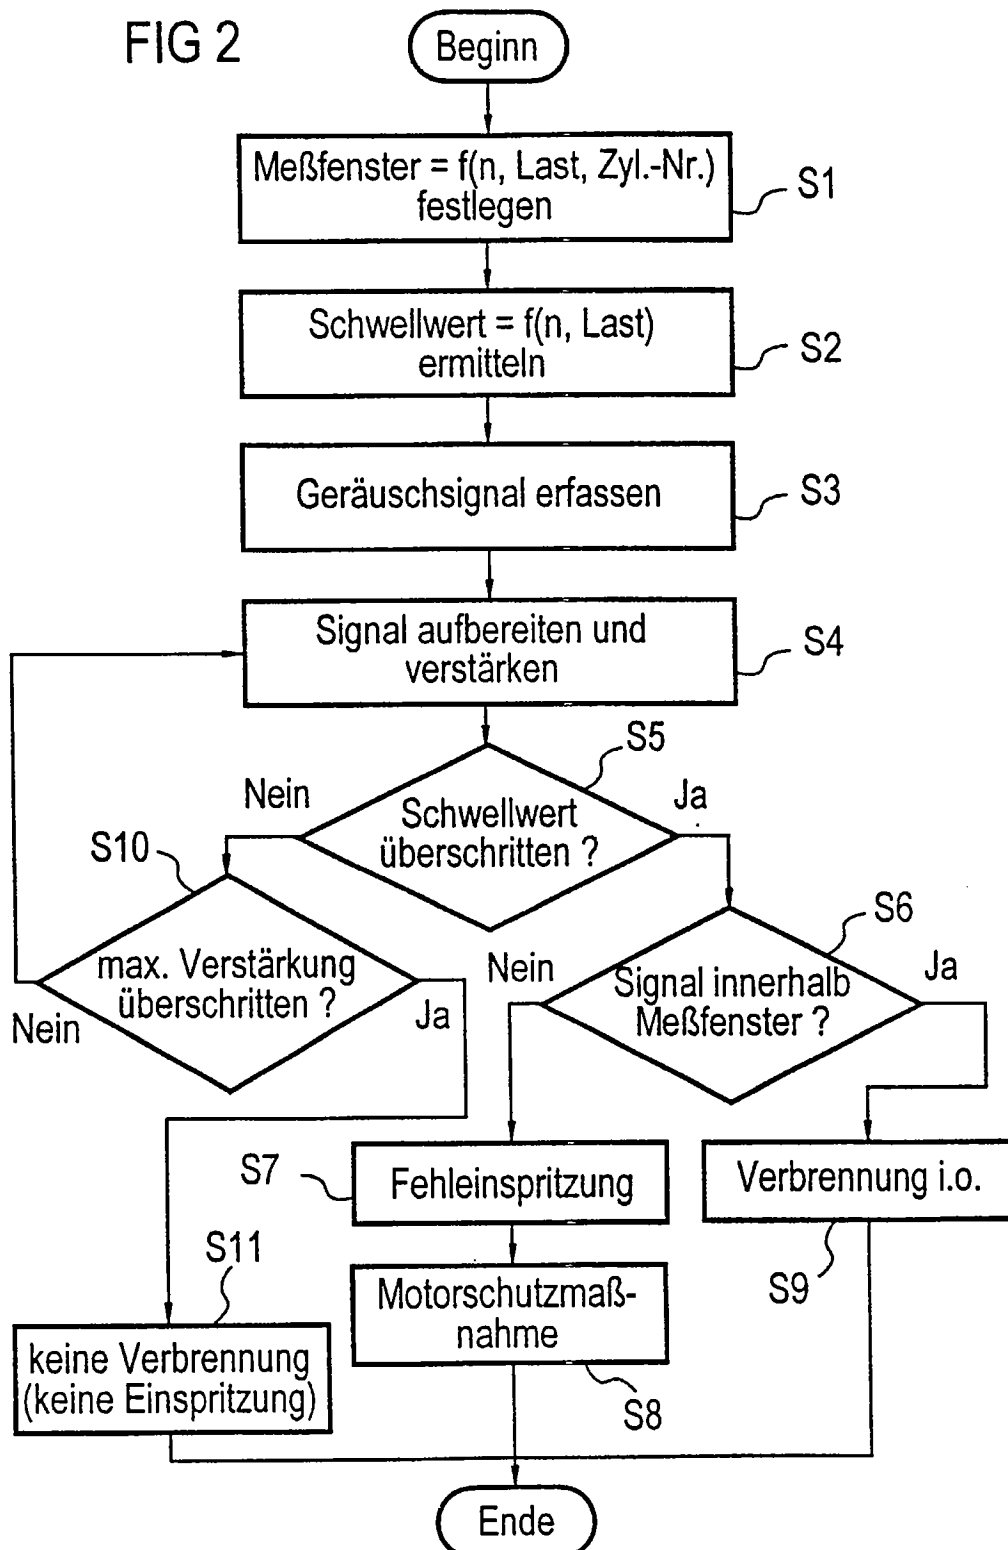 FIG 2
Beginn
Meßfenster = f(n, Last, Zyl.-Nr.)
festlegen
S1
Schwellwert = f(n, Last)
ermitteln
S2
Geräuschsignal erfassen
S3
Signal aufbereiten und
verstärken
S4
S5
Nein
Schwellwert
überschritten ?
Ja
S10
max. Verstärkung
überschritten ?
Nein
Ja
S6
Nein
Signal innerhalb
Meßfenster ?
Ja
S7
Fehleinspritzung
Verbrennung i.o.
S9
S11
Motorschutzmaß-
nahme
S8
keine Verbrennung
(keine Einspritzung)
Ende